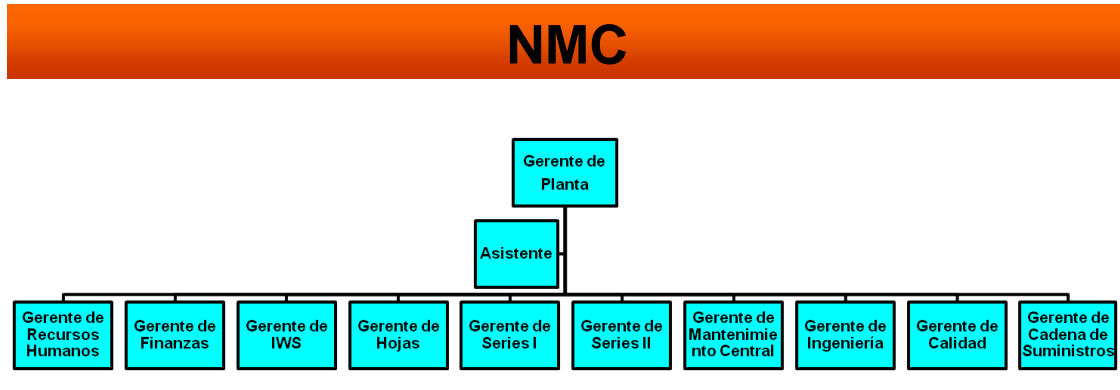 NMC
Gerente de
Planta
Asistente
Gerente de
Recursos
Humanos
Gerente de
Finanzas
Gerente de
IWS
Gerente de
Hojas
Gerente de
Series I
Gerente de
Series II
Gerente de
Mantenimie
nto Central
Gerente de
Ingenieria
Gerente de
Calidad
Gerente de
Cadena de
Suministros